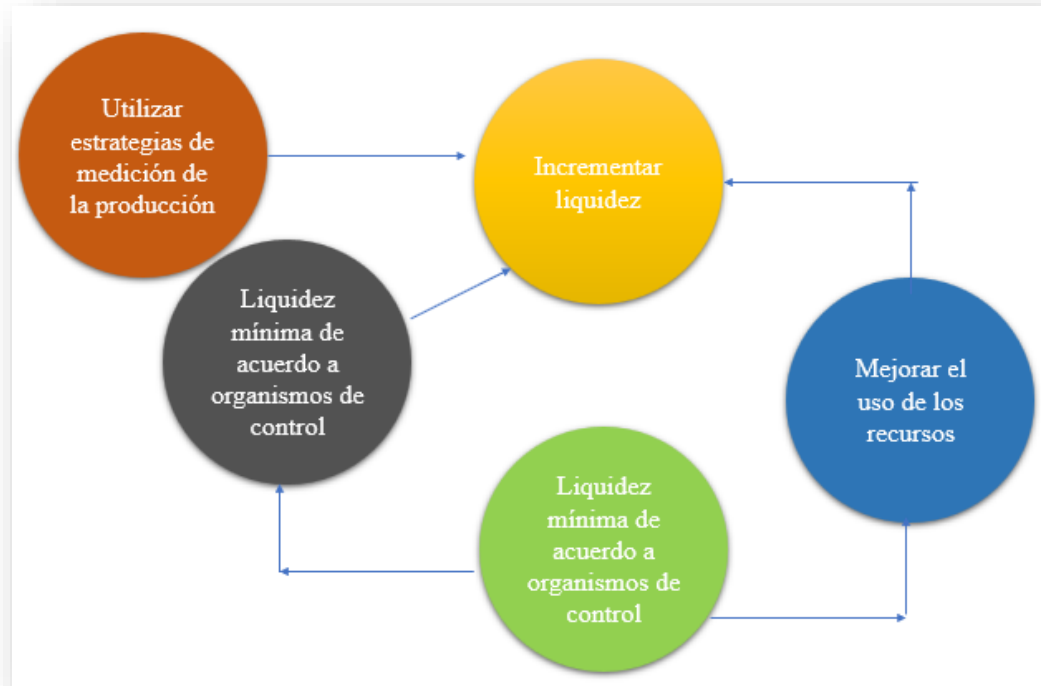 Utilizar
estrategias de
medición de
la producción
Incrementar
liquidez
Liquidez
mínima de
acuerdo a
organismos de
control
Mejorar el
uso de los
recursos
Liquidez
mínima de
acuerdo a
organismos de
control